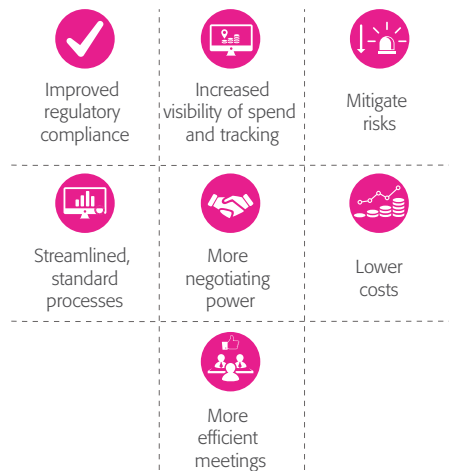 Improved
regulatory
compliance
Increased
visibility of spend
and tracking
Mitigate
risks
Streamlined,
standard
processes
More
negotiating
power
Lower
costs
More
efficient
meetings